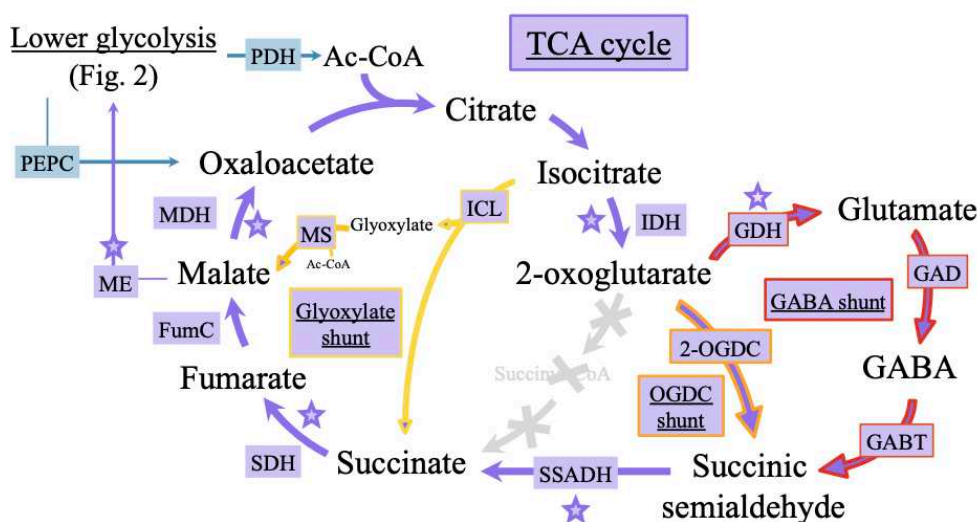 Lower glycolysis
(Fig. 2)
PDH
Ac-CoA
TCA cycle
Citrate
PEPC
Oxaloacetate
Isocitrate
MDH
MS
Glyoxylate
ICL
IDH
GDH
Glutamate
Ac-CoA
ME
Malate
2-oxoglutarate
GAD
Glyoxylate
shunt
GABA shunt
FumC
2-OGDC
Fumarate
GABA
OGDC
shunt
SDH
Succinate
SSADH
Succinic
semialdehyde
GABT